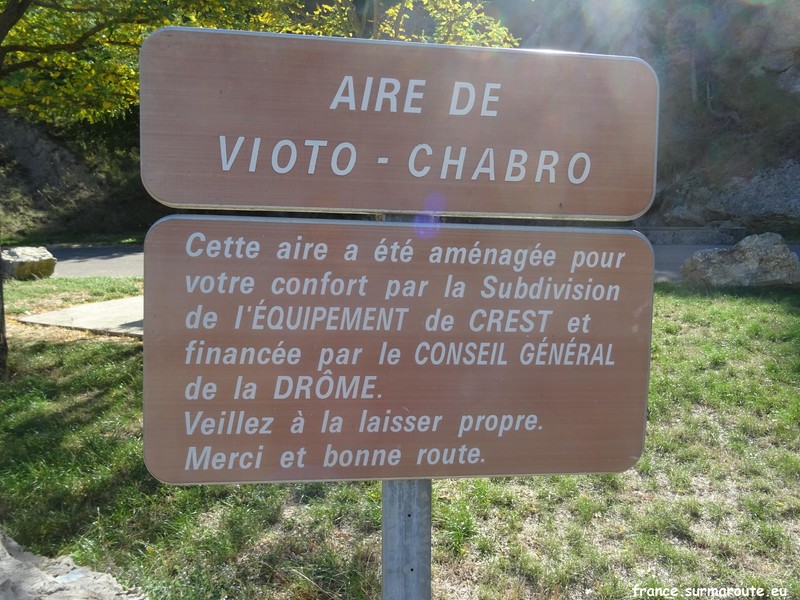 AIRE DE
VIOTO - CHABRO
Cette aire a été aménagée pour
votre confort par la Subdivision
de l'ÉQUIPEMENT de CREST et
financée par le CONSEIL GÉNÉRAL
de la DRÔME.
Veillez à la laisser propre.
Merci et bonne route.
france.surmaroute.eu